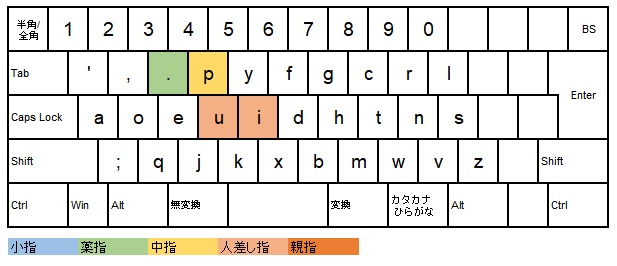 半角/全角 1 2 3 4 5 6 7 8 9 0 BS
Tab ' , . p y f g c r l Enter
Caps Lock a o e u i d h t n s
Shift ; q j k x b m w v z Shift
Ctrl Win Alt 無変換 変換 カタカナひらがな Alt Ctrl
小指 薬指 中指 人差し指 親指